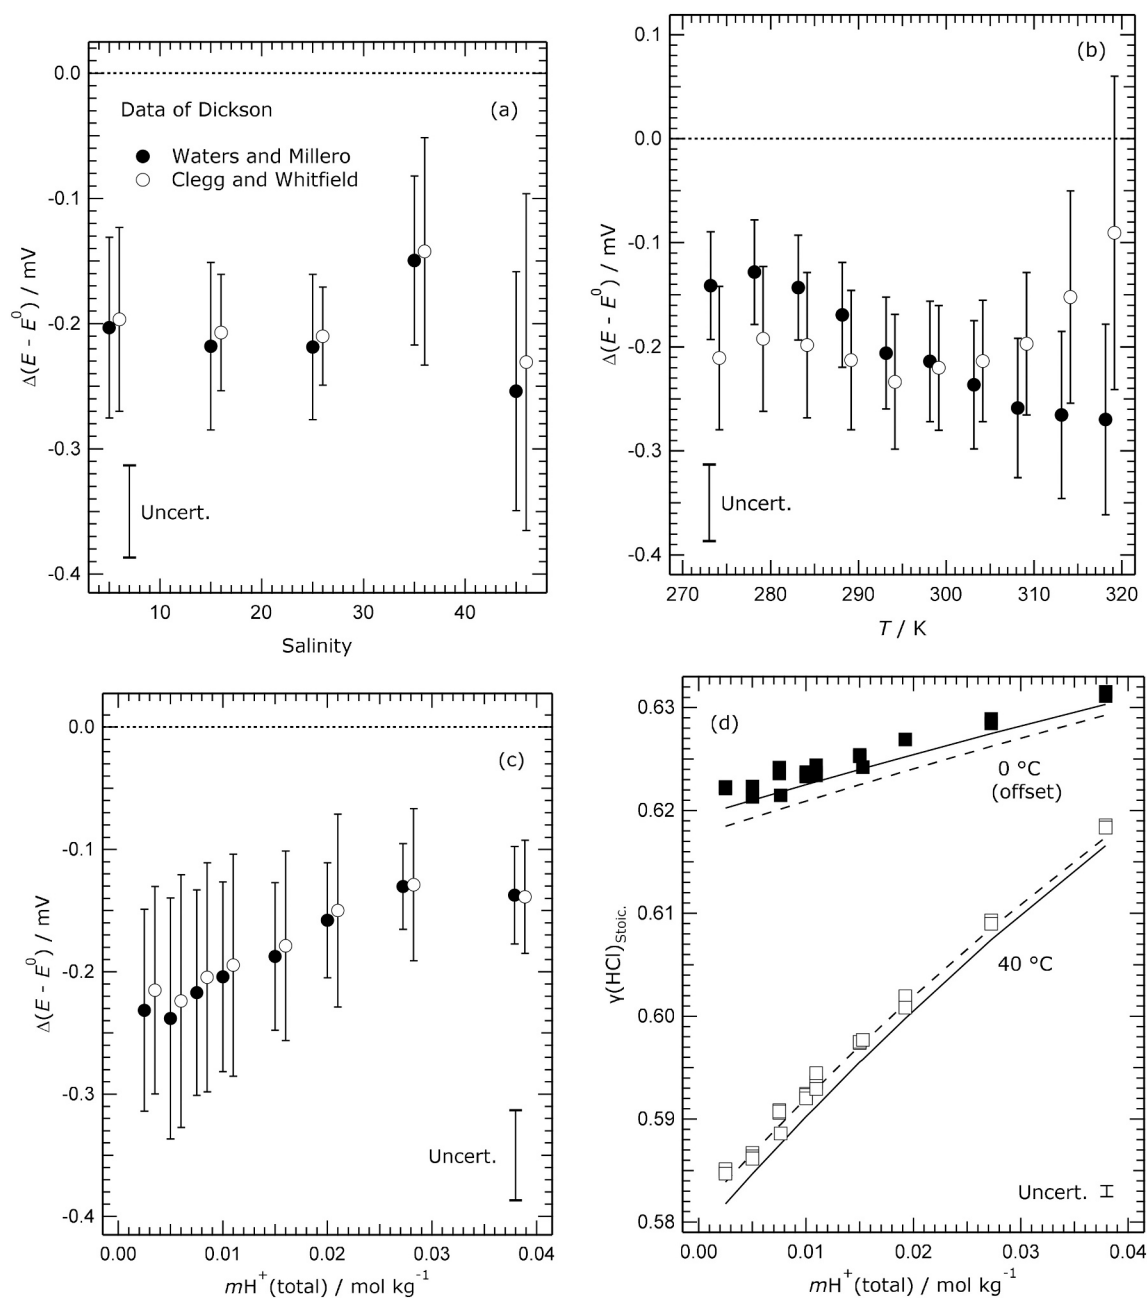 0.0
-0.1
-0.2
-0.3
-0.4
Δ(E - E⁰) / mV
Data of Dickson
(a)
Waters and Millero
Clegg and Whitfield
Uncert.
10 20 30 40
Salinity
0.1
0.0
-0.1
-0.2
-0.3
-0.4
Δ(E - E⁰) / mV
(b)
Uncert.
270 280 290 300 310 320
T / K
0.0
-0.1
-0.2
-0.3
-0.4
Δ(E - E⁰) / mV
(c)
Uncert.
0.00 0.01 0.02 0.03 0.04
mH⁺(total) / mol kg⁻¹
0.63
0.62
0.61
0.60
0.59
0.58
γ(HCl)Stoic.
(d)
0 °C
(offset)
40 °C
Uncert.
0.00 0.01 0.02 0.03 0.04
mH⁺(total) / mol kg⁻¹